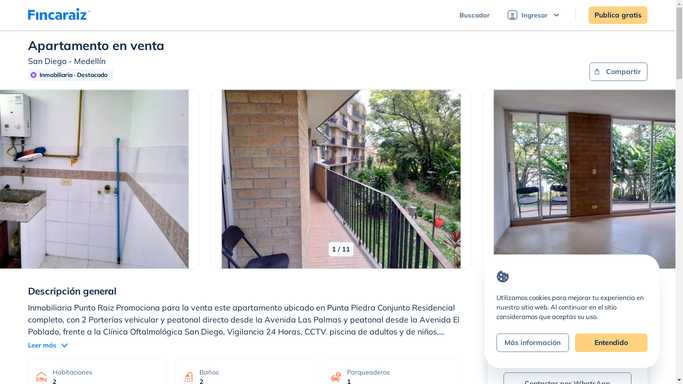 Fincaraiz
Buscador
Ingresar
Publica gratis
Apartamento en venta
San Diego - Medellín
Inmobiliaria · Destacado
Compartir
1 / 11
Descripción general
Inmobiliaria Punto Raiz Promociona para la venta este apartamento ubicado en Punta Piedra Conjunto Residencial
completo, con 2 Porterías vehicular y peatonal directo desde la Avenida Las Palmas y peatonal desde la Avenida El
Poblado, frente a la Clínica Oftalmológica San Diego, Vigilancia 24 Horas, CCTV. piscina de adultos y de niños,...
Leer más
Habitaciones
2
Baños
2
Parqueaderos
1
Utilizamos cookies para mejorar tu experiencia en
nuestro sitio web. Al continuar en el sitio
consideramos que aceptas su uso.
Más información
Entendido
Contactar por WhatsApp